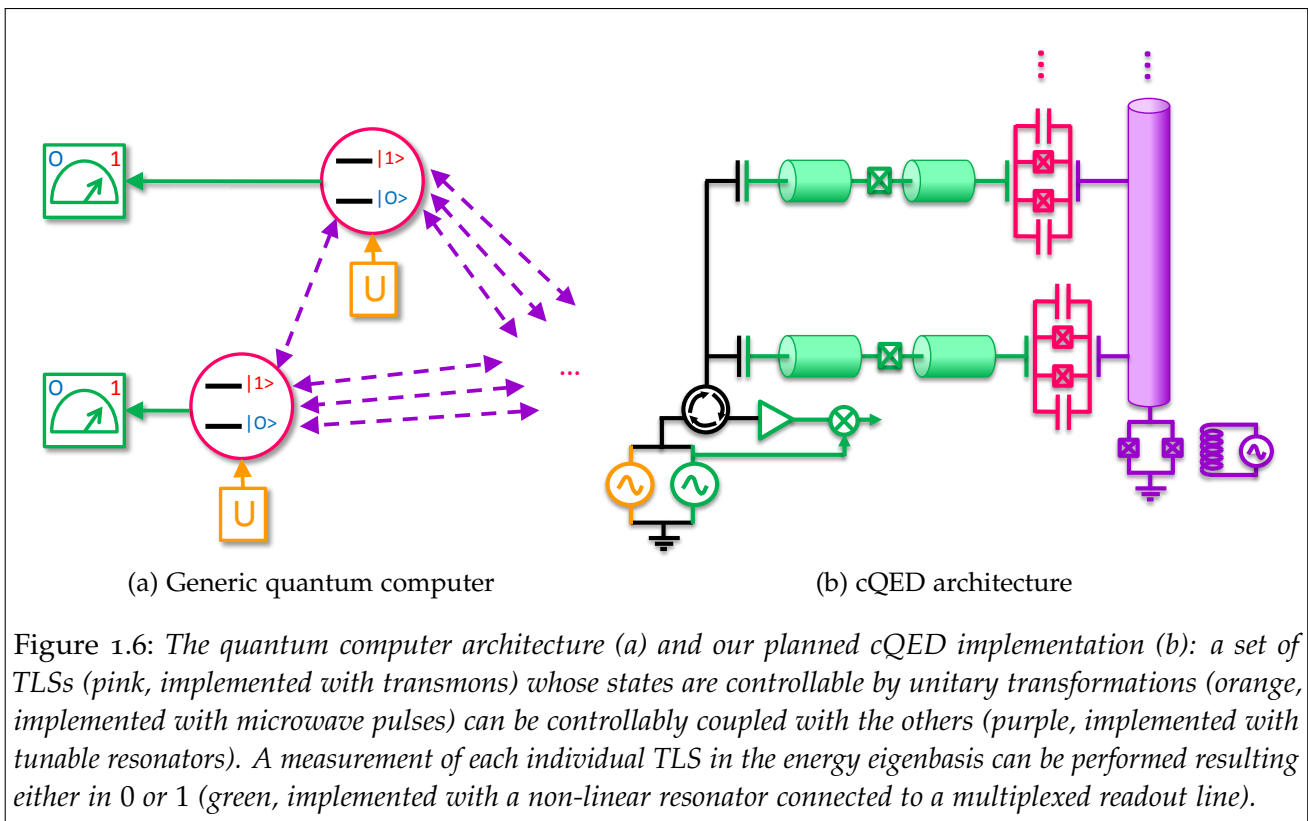 0 1
|1>
|0>
U
0 1
|1>
|0>
U
...
(a) Generic quantum computer
(b) cQED architecture
Figure 1.6: The quantum computer architecture (a) and our planned cQED implementation (b): a set of
TLSs (pink, implemented with transmons) whose states are controllable by unitary transformations (orange,
implemented with microwave pulses) can be controllably coupled with the others (purple, implemented with
tunable resonators). A measurement of each individual TLS in the energy eigenbasis can be performed resulting
either in 0 or 1 (green, implemented with a non-linear resonator connected to a multiplexed readout line).